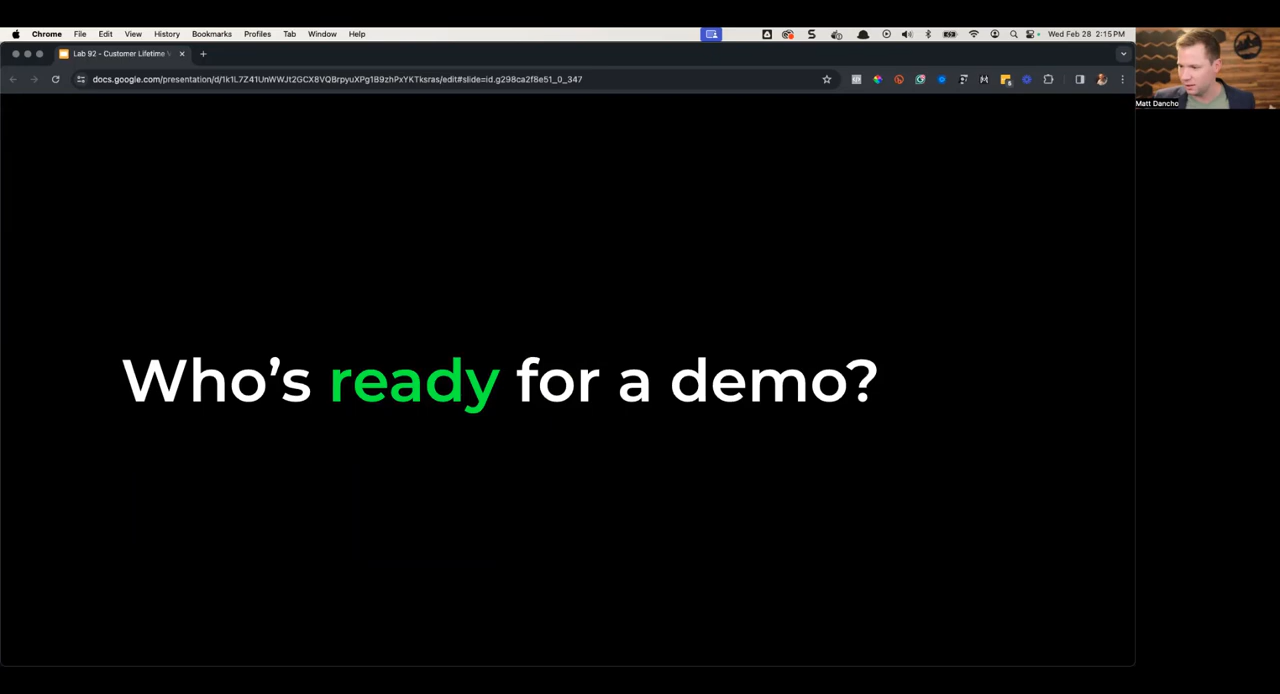 Chrome File Edit View History Bookmarks Profiles Tab Window Help Wed Feb 28 2:15 PM
Lab 92 - Customer Lifetime V
docs.google.com/presentation/d/1k1L7Z41UnWWJt2GCX8VQBrpyuXPg1B9zhPxYKTksras/edit#slide=id.g298ca2f8e51_0_347
Matt Dancho
Who's ready for a demo?